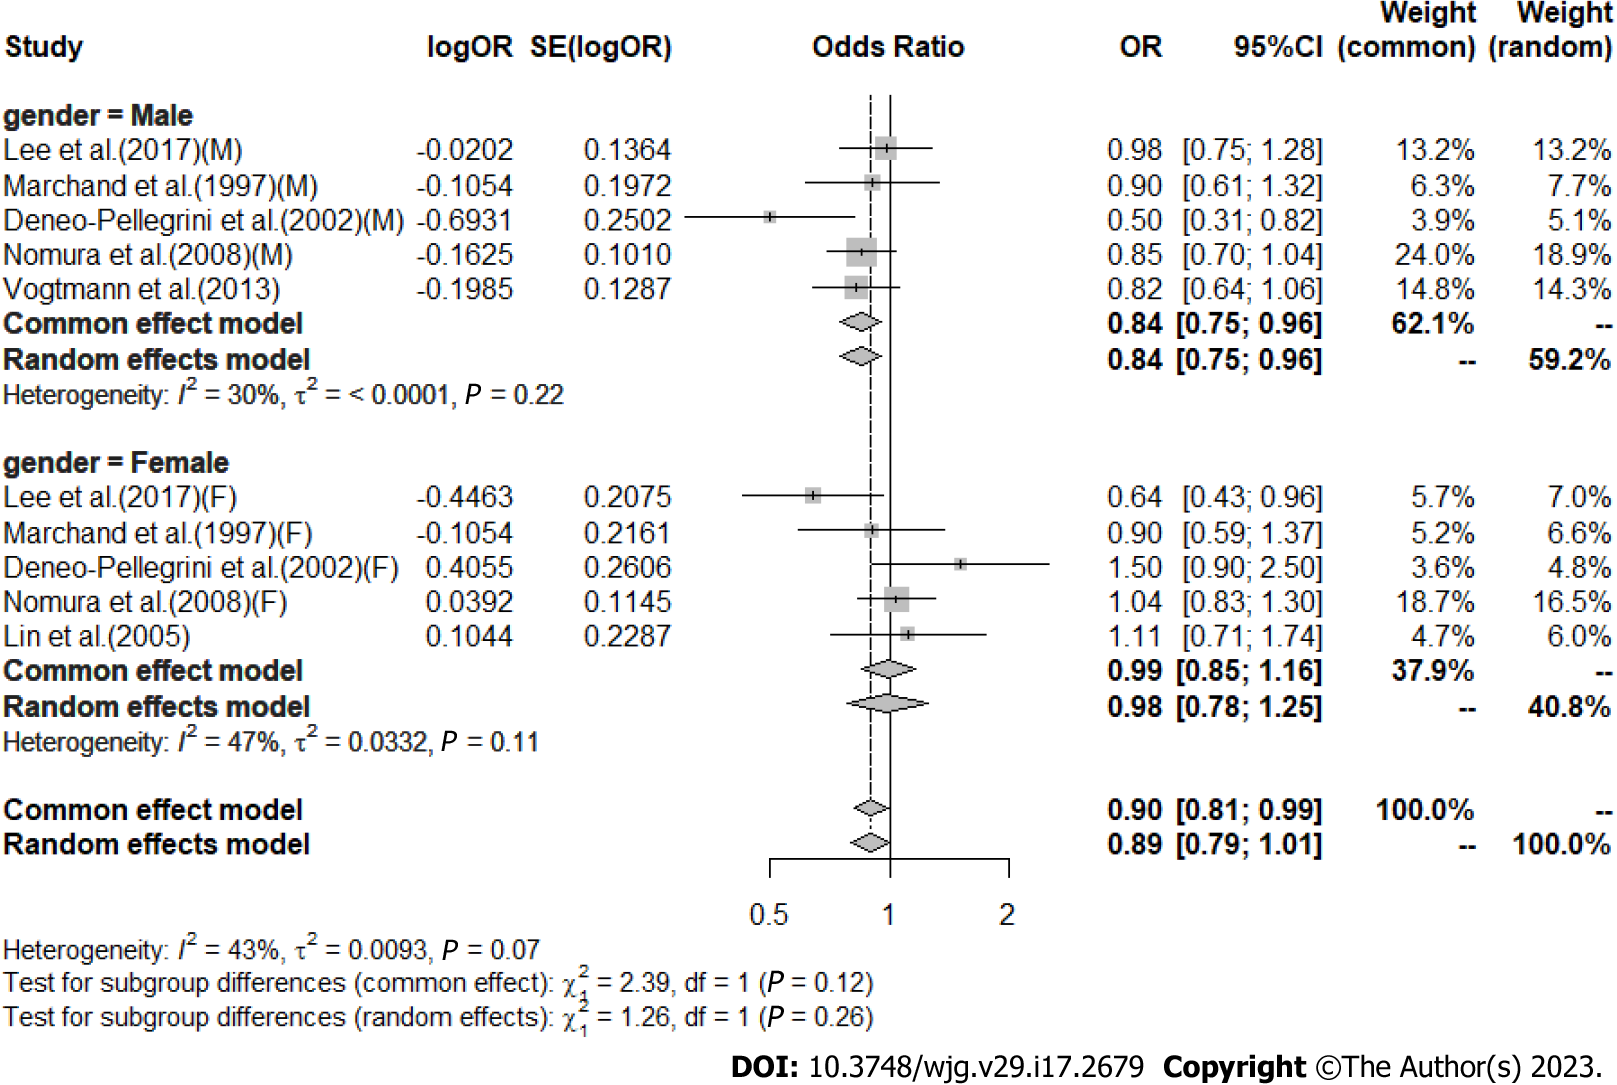 Study logOR SE(logOR) Odds Ratio OR 95%CI Weight (common) Weight (random)
gender = Male
Lee et al.(2017)(M) -0.0202 0.1364 0.98 [0.75; 1.28] 13.2% 13.2%
Marchand et al.(1997)(M) -0.1054 0.1972 0.90 [0.61; 1.32] 6.3% 7.7%
Deneo-Pellegrini et al.(2002)(M) -0.6931 0.2502 0.50 [0.31; 0.82] 3.9% 5.1%
Nomura et al.(2008)(M) -0.1625 0.1010 0.85 [0.70; 1.04] 24.0% 18.9%
Vogtmann et al.(2013) -0.1985 0.1287 0.82 [0.64; 1.06] 14.8% 14.3%
Common effect model 0.84 [0.75; 0.96] 62.1% --
Random effects model 0.84 [0.75; 0.96] -- 59.2%
Heterogeneity: I² = 30%, τ² = < 0.0001, P = 0.22
gender = Female
Lee et al.(2017)(F) -0.4463 0.2075 0.64 [0.43; 0.96] 5.7% 7.0%
Marchand et al.(1997)(F) -0.1054 0.2161 0.90 [0.59; 1.37] 5.2% 6.6%
Deneo-Pellegrini et al.(2002)(F) 0.4055 0.2606 1.50 [0.90; 2.50] 3.6% 4.8%
Nomura et al.(2008)(F) 0.0392 0.1145 1.04 [0.83; 1.30] 18.7% 16.5%
Lin et al.(2005) 0.1044 0.2287 1.11 [0.71; 1.74] 4.7% 6.0%
Common effect model 0.99 [0.85; 1.16] 37.9% --
Random effects model 0.98 [0.78; 1.25] -- 40.8%
Heterogeneity: I² = 47%, τ² = 0.0332, P = 0.11
Common effect model 0.90 [0.81; 0.99] 100.0% --
Random effects model 0.89 [0.79; 1.01] -- 100.0%
0.5 1 2
Heterogeneity: I² = 43%, τ² = 0.0093, P = 0.07
Test for subgroup differences (common effect): χ²₁ = 2.39, df = 1 (P = 0.12)
Test for subgroup differences (random effects): χ²₁ = 1.26, df = 1 (P = 0.26)
DOI: 10.3748/wjg.v29.i17.2679 Copyright ©The Author(s) 2023.